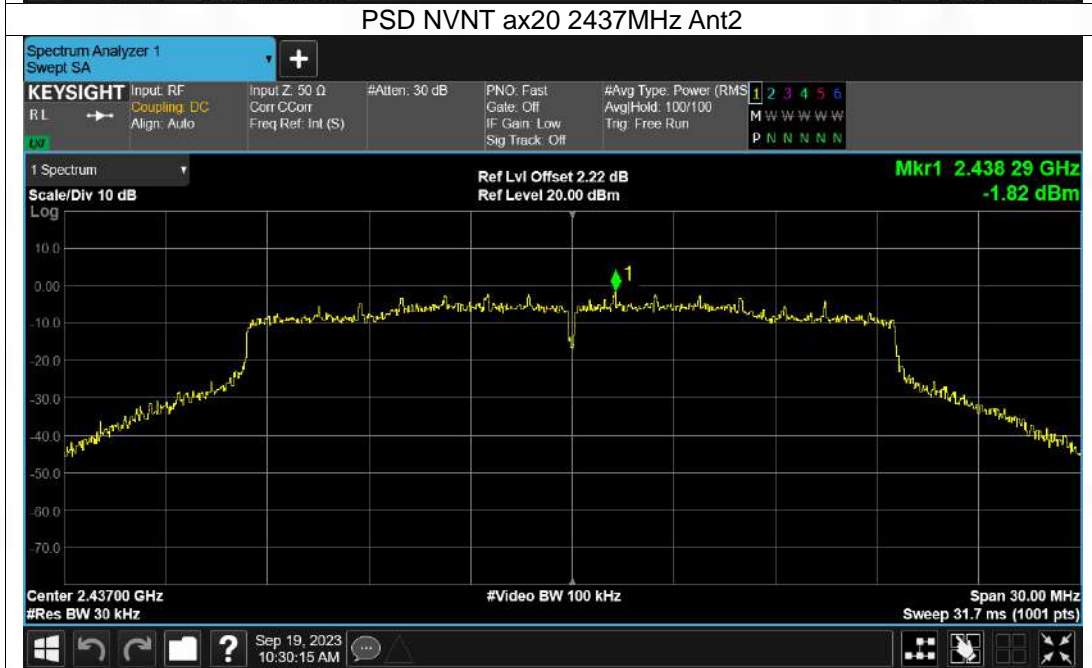 PSD NVNT ax20 2437MHz Ant2
Spectrum Analyzer 1
Swept SA
+
KEYSIGHT Input: RF Input Z: 50 Ω #Atten: 30 dB PNO: Fast #Avg Type: Power (RMS 1 2 3 4 5 6
RL Coupling: DC Corr CCorr Gate: Off Avg|Hold: 100/100 M W W W W W
Align: Auto Freq Ref: Int (S) IF Gain: Low Trig: Free Run
LXI Sig Track: Off P N N N N N
1 Spectrum Ref Lvl Offset 2.22 dB Mkr1 2.438 29 GHz
Scale/Div 10 dB Ref Level 20.00 dBm -1.82 dBm
Log
10.0
1
0.00
-10.0
-20.0
-30.0
-40.0
-50.0
-60.0
-70.0
Center 2.43700 GHz #Video BW 100 kHz Span 30.00 MHz
#Res BW 30 kHz Sweep 31.7 ms (1001 pts)
? Sep 19, 2023
10:30:15 AM